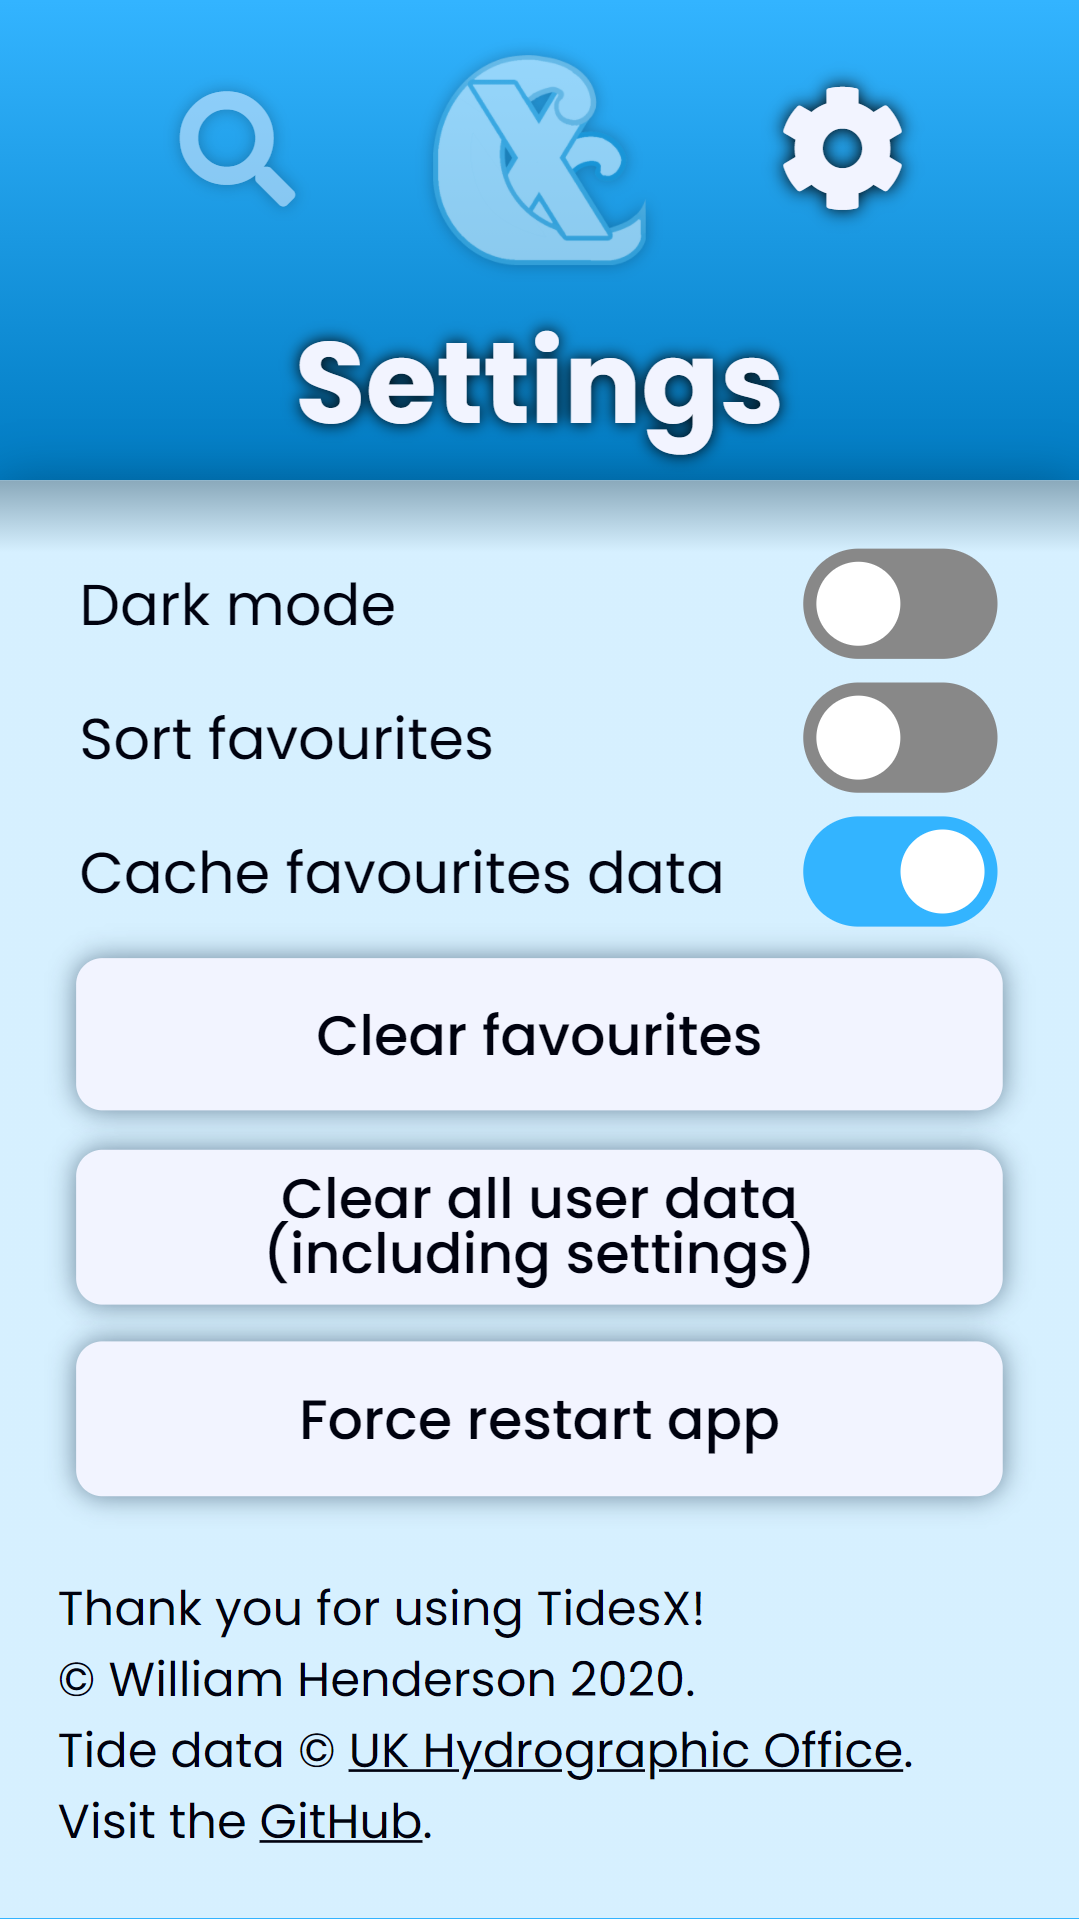 X
Settings
Dark mode
Sort favourites
Cache favourites data
Clear favourites
Clear all user data
(including settings)
Force restart app
Thank you for using TidesX!
© William Henderson 2020.
Tide data © UK Hydrographic Office.
Visit the GitHub.